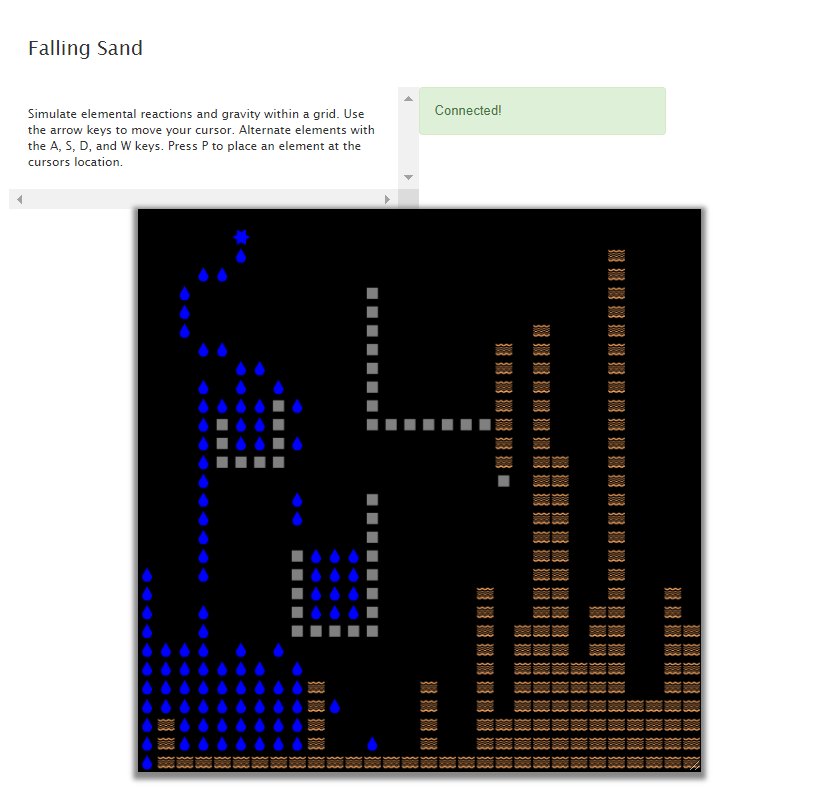 Falling Sand
Simulate elemental reactions and gravity within a grid. Use
the arrow keys to move your cursor. Alternate elements with
the A, S, D, and W keys. Press P to place an element at the
cursors location.
Connected!